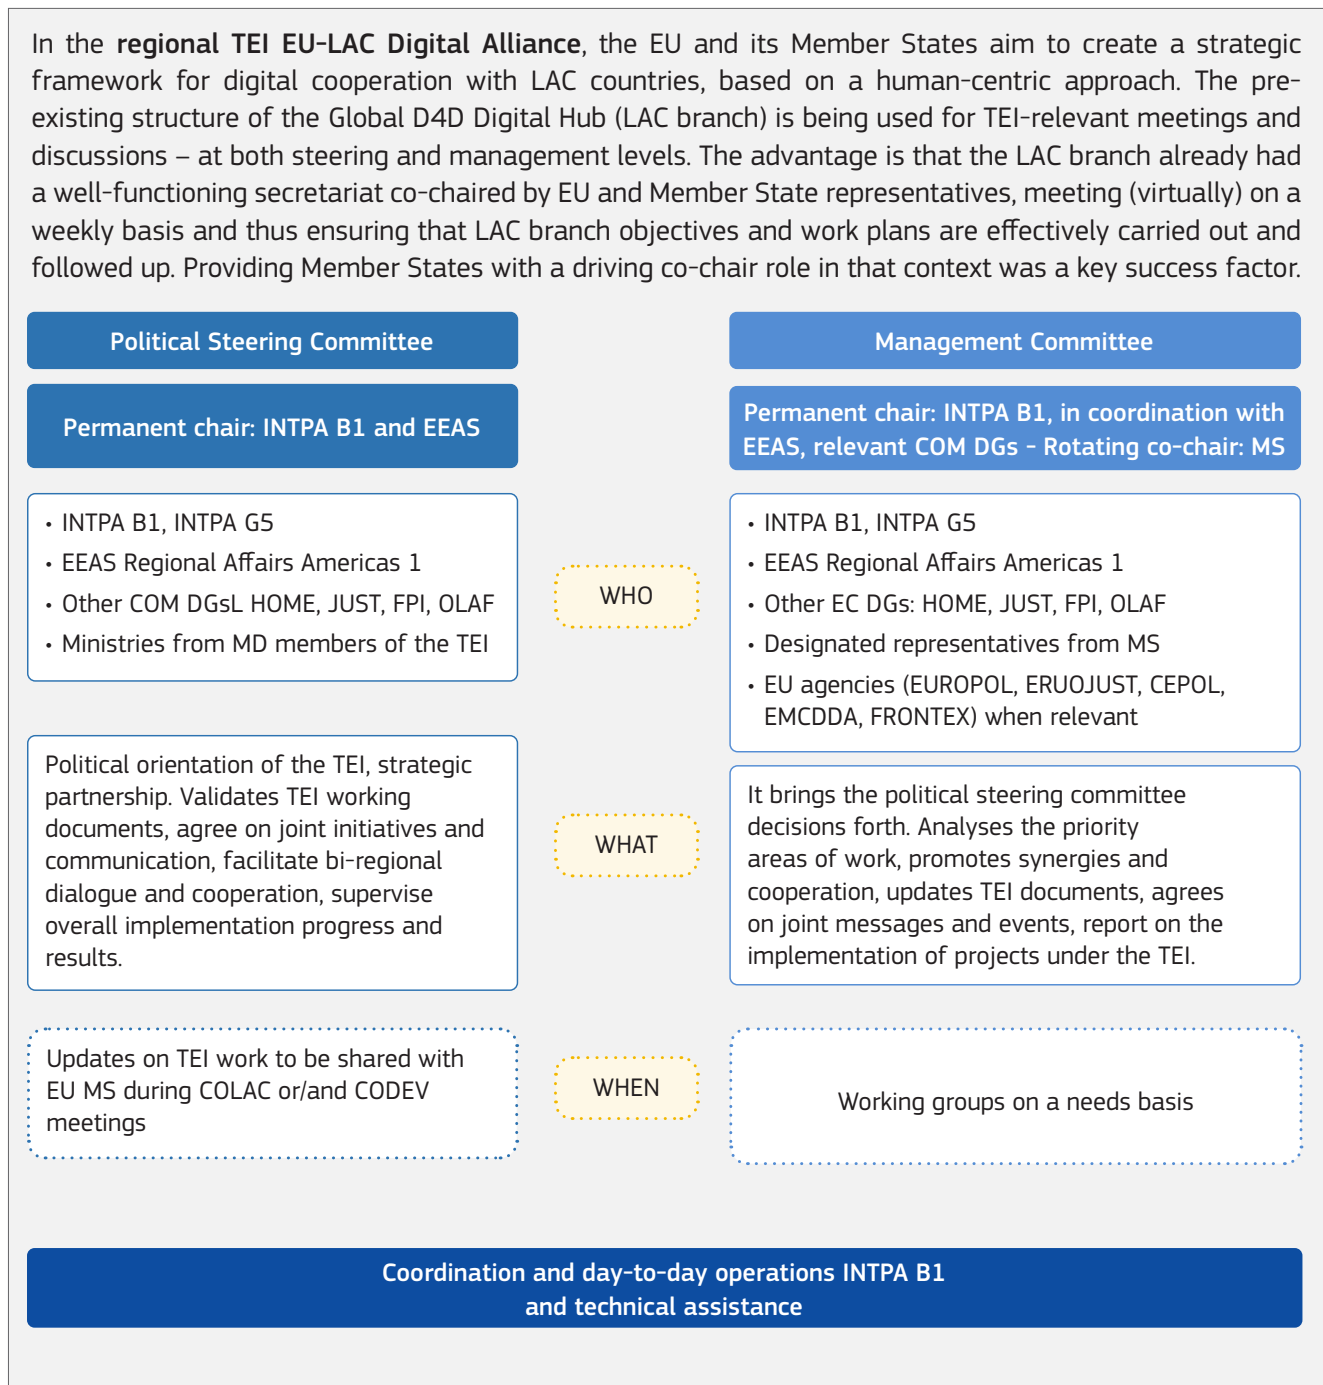 In the regional TEI EU-LAC Digital Alliance, the EU and its Member States aim to create a strategic
framework for digital cooperation with LAC countries, based on a human-centric approach. The pre-
existing structure of the Global D4D Digital Hub (LAC branch) is being used for TEI-relevant meetings and
discussions – at both steering and management levels. The advantage is that the LAC branch already had
a well-functioning secretariat co-chaired by EU and Member State representatives, meeting (virtually) on a
weekly basis and thus ensuring that LAC branch objectives and work plans are effectively carried out and
followed up. Providing Member States with a driving co-chair role in that context was a key success factor.
Political Steering Committee
Management Committee
Permanent chair: INTPA B1 and EEAS
Permanent chair: INTPA B1, in coordination with
EEAS, relevant COM DGs - Rotating co-chair: MS
• INTPA B1, INTPA G5
• EEAS Regional Affairs Americas 1
• Other COM DGsL HOME, JUST, FPI, OLAF
• Ministries from MD members of the TEI
WHO
• INTPA B1, INTPA G5
• EEAS Regional Affairs Americas 1
• Other EC DGs: HOME, JUST, FPI, OLAF
• Designated representatives from MS
• EU agencies (EUROPOL, ERUOJUST, CEPOL,
EMCDDA, FRONTEX) when relevant
Political orientation of the TEI, strategic
partnership. Validates TEI working
documents, agree on joint initiatives and
communication, facilitate bi-regional
dialogue and cooperation, supervise
overall implementation progress and
results.
WHAT
It brings the political steering committee
decisions forth. Analyses the priority
areas of work, promotes synergies and
cooperation, updates TEI documents, agrees
on joint messages and events, report on the
implementation of projects under the TEI.
Updates on TEI work to be shared with
EU MS during COLAC or/and CODEV
meetings
WHEN
Working groups on a needs basis
Coordination and day-to-day operations INTPA B1
and technical assistance